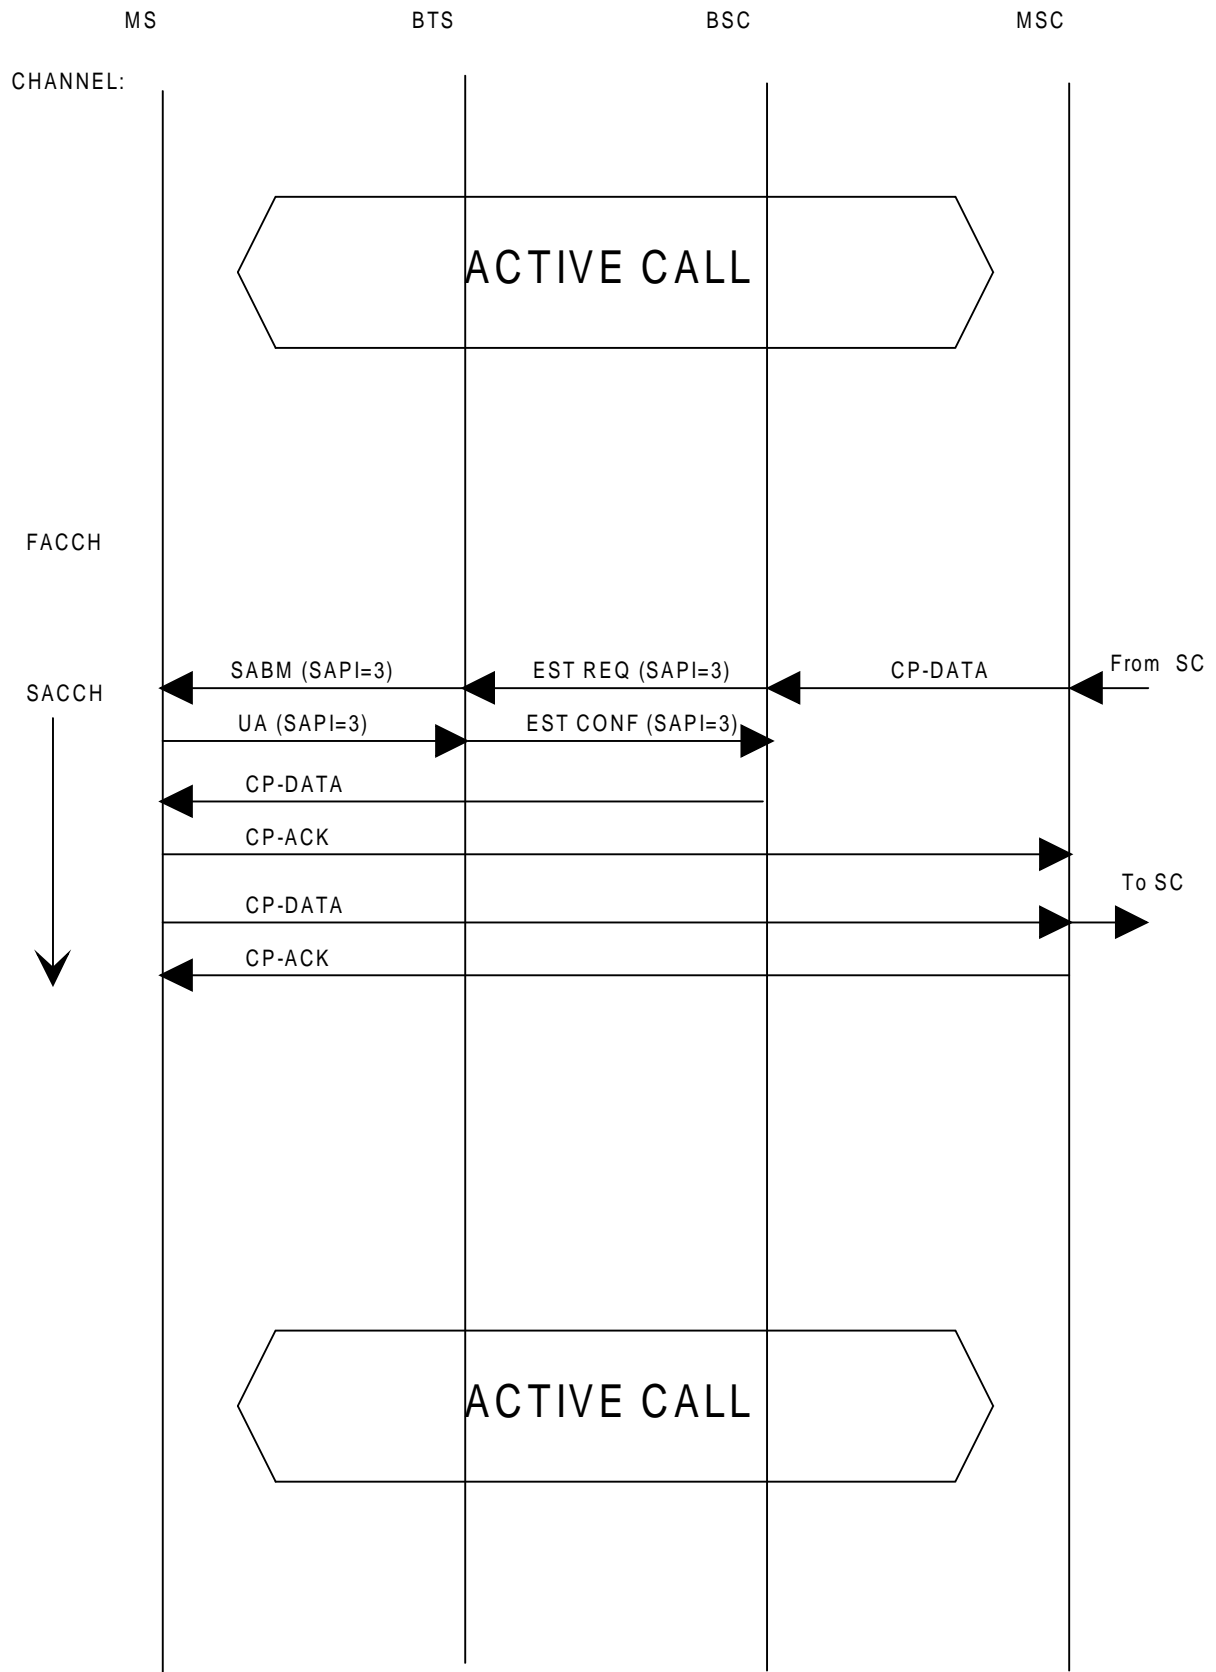 MS BTS BSC MSC
CHANNEL:
ACTIVE CALL
FACCH
SABM (SAPI=3) EST REQ (SAPI=3) CP-DATA From SC
SACCH
UA (SAPI=3) EST CONF (SAPI=3)
CP-DATA
CP-ACK
To SC
CP-DATA
CP-ACK
ACTIVE CALL